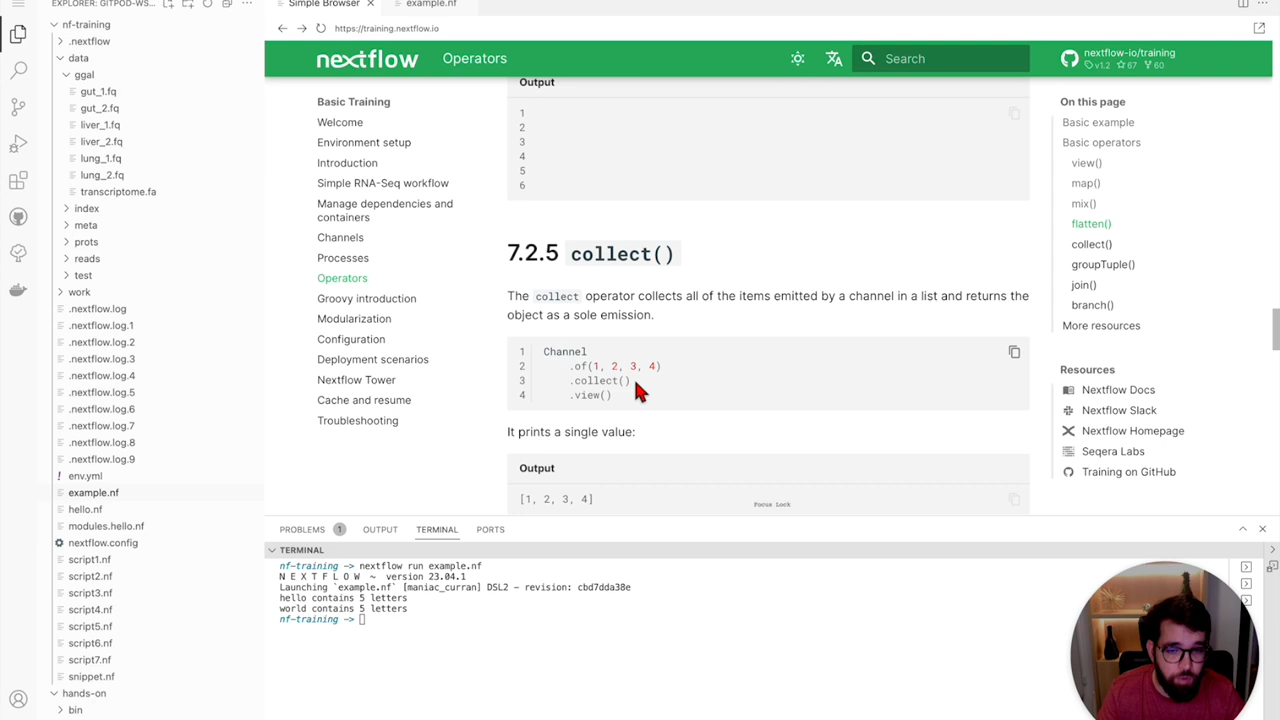 EXPLORER: GITPOD-WS...
nf-training
.nextflow
data
ggal
gut_1.fq
gut_2.fq
liver_1.fq
liver_2.fq
lung_1.fq
lung_2.fq
transcriptome.fa
index
meta
prots
reads
test
work
.nextflow.log
.nextflow.log.1
.nextflow.log.2
.nextflow.log.3
.nextflow.log.4
.nextflow.log.5
.nextflow.log.6
.nextflow.log.7
.nextflow.log.8
.nextflow.log.9
! env.yml
example.nf
hello.nf
modules.hello.nf
nextflow.config
script1.nf
script2.nf
script3.nf
script4.nf
script5.nf
script6.nf
script7.nf
snippet.nf
hands-on
bin
Simple Browser
example.nf
https://training.nextflow.io
nextflow Operators
Search
nextflow-io/training
v1.2 67 60
Basic Training
Welcome
Environment setup
Introduction
Simple RNA-Seq workflow
Manage dependencies and
containers
Channels
Processes
Operators
Groovy introduction
Modularization
Configuration
Deployment scenarios
Nextflow Tower
Cache and resume
Troubleshooting
Output
1
2
3
4
5
6
7.2.5 collect()
The collect operator collects all of the items emitted by a channel in a list and returns the
object as a sole emission.
1 Channel
2 .of(1, 2, 3, 4)
3 .collect()
4 .view()
It prints a single value:
Output
[1, 2, 3, 4]
Focus Lock
On this page
Basic example
Basic operators
view()
map()
mix()
flatten()
collect()
groupTuple()
join()
branch()
More resources
Resources
Nextflow Docs
Nextflow Slack
Nextflow Homepage
Seqera Labs
Training on GitHub
PROBLEMS 1 OUTPUT TERMINAL PORTS
TERMINAL
nf-training -> nextflow run example.nf
N E X T F L O W ~ version 23.04.1
Launching `example.nf` [maniac_curran] DSL2 - revision: cbd7dda38e
hello contains 5 letters
world contains 5 letters
nf-training ->